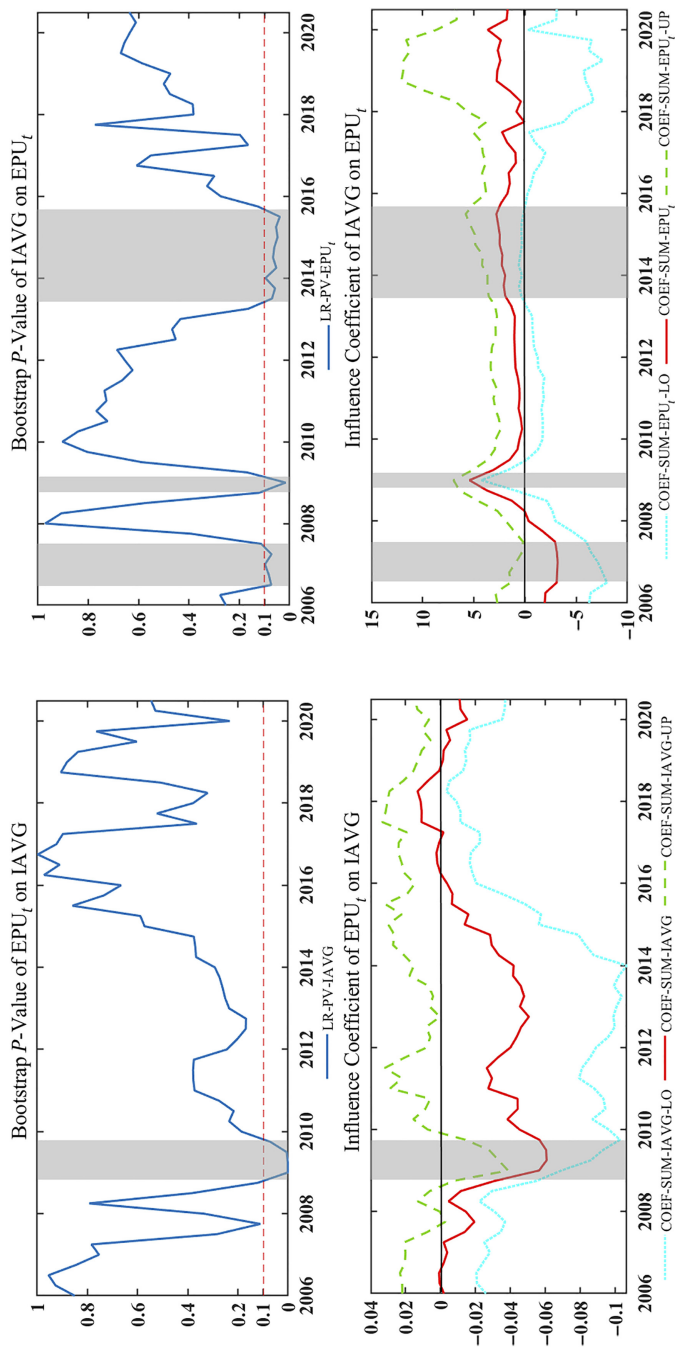 Bootstrap P-Value of EPUt on IAVG
1
0.8
0.6
0.4
0.2
0.1
0
2006 2008 2010 2012 2014 2016 2018 2020
LR-PV-IAVG
Bootstrap P-Value of IAVG on EPUt
1
0.8
0.6
0.4
0.2
0.1
0
2006 2008 2010 2012 2014 2016 2018 2020
LR-PV-EPUt
Influence Coefficient of EPUt on IAVG
0.04
0.02
0
−0.02
−0.04
−0.06
−0.08
−0.1
2006 2008 2010 2012 2014 2016 2018 2020
COEF-SUM-IAVG-LO COEF-SUM-IAVG COEF-SUM-IAVG-UP
Influence Coefficient of IAVG on EPUt
15
10
5
0
−5
−10
2006 2008 2010 2012 2014 2016 2018 2020
COEF-SUM-EPUt-LO COEF-SUM-EPUt COEF-SUM-EPUt-UP